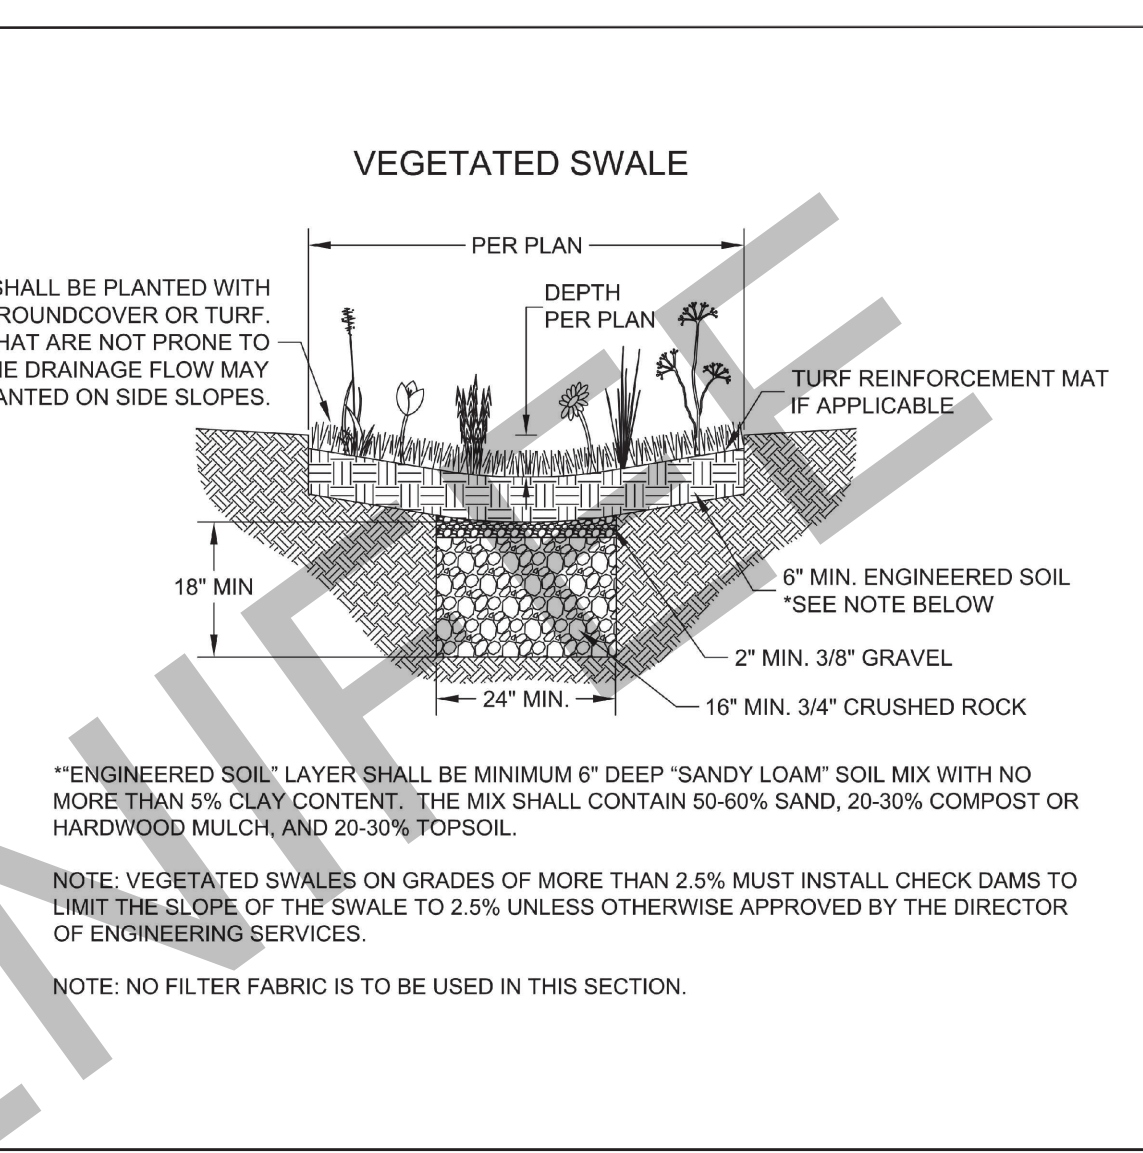 VEGETATED SWALE
PER PLAN
SHALL BE PLANTED WITH
ROUNDCOVER OR TURF.
HAT ARE NOT PRONE TO
DRAINAGE FLOW MAY
ANTED ON SIDE SLOPES.
DEPTH
PER PLAN
TURF REINFORCEMENT MAT
IF APPLICABLE
18" MIN
6" MIN. ENGINEERED SOIL
*SEE NOTE BELOW
2" MIN. 3/8" GRAVEL
24" MIN.
16" MIN. 3/4" CRUSHED ROCK
*“ENGINEERED SOIL” LAYER SHALL BE MINIMUM 6" DEEP “SANDY LOAM” SOIL MIX WITH NO
MORE THAN 5% CLAY CONTENT. THE MIX SHALL CONTAIN 50-60% SAND, 20-30% COMPOST OR
HARDWOOD MULCH, AND 20-30% TOPSOIL.
NOTE: VEGETATED SWALES ON GRADES OF MORE THAN 2.5% MUST INSTALL CHECK DAMS TO
LIMIT THE SLOPE OF THE SWALE TO 2.5% UNLESS OTHERWISE APPROVED BY THE DIRECTOR
OF ENGINEERING SERVICES.
NOTE: NO FILTER FABRIC IS TO BE USED IN THIS SECTION.